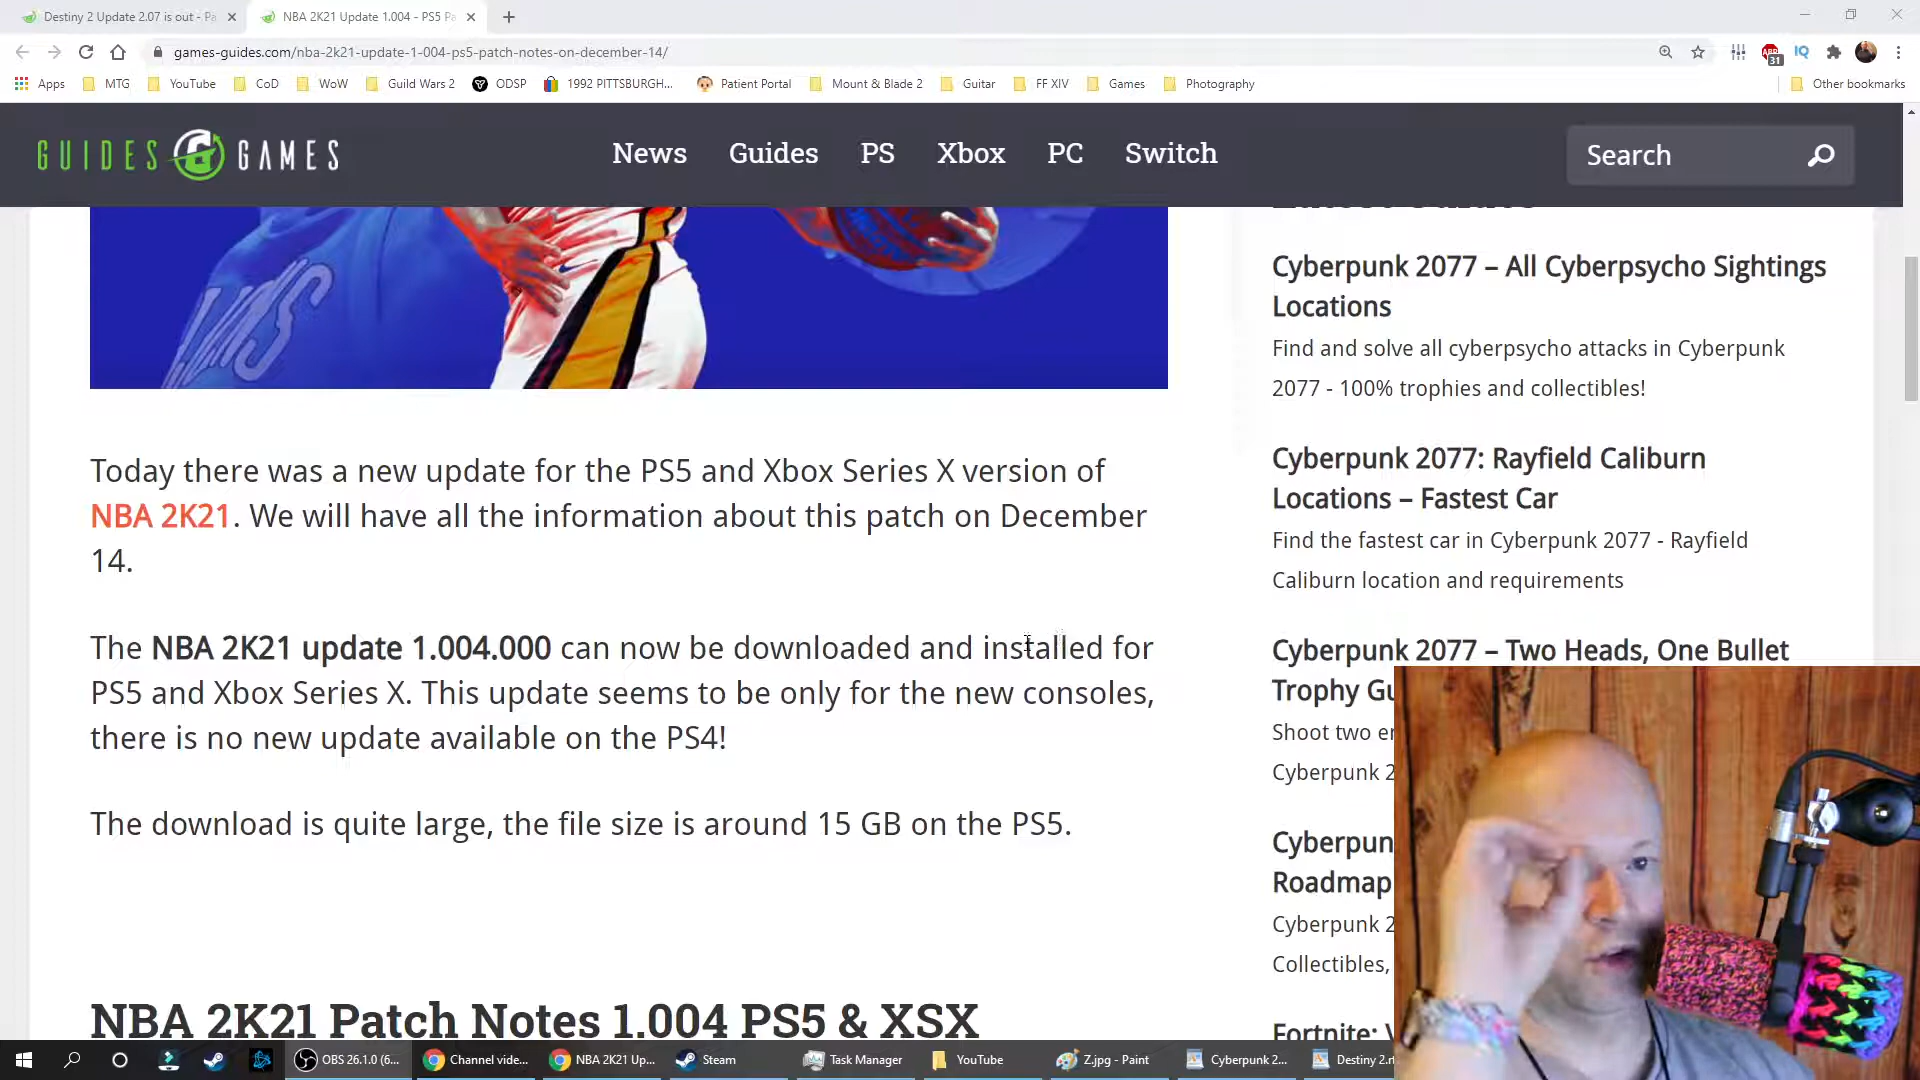 Destiny 2 Update 2.07 is out - Pa
NBA 2K21 Update 1.004 - PS5 Pa
games-guides.com/nba-2k21-update-1-004-ps5-patch-notes-on-december-14/
31
Apps MTG YouTube CoD WoW Guild Wars 2 ODSP 1992 PITTSBURGH... Patient Portal Mount & Blade 2 Guitar FF XIV Games Photography Other bookmarks
GUIDES GAMES
News Guides PS Xbox PC Switch
Search
Today there was a new update for the PS5 and Xbox Series X version of
NBA 2K21. We will have all the information about this patch on December
14.
The NBA 2K21 update 1.004.000 can now be downloaded and installed for
PS5 and Xbox Series X. This update seems to be only for the new consoles,
there is no new update available on the PS4!
The download is quite large, the file size is around 15 GB on the PS5.
NBA 2K21 Patch Notes 1.004 PS5 & XSX
Cyberpunk 2077 – All Cyberpsycho Sightings
Locations
Find and solve all cyberpsycho attacks in Cyberpunk
2077 - 100% trophies and collectibles!
Cyberpunk 2077: Rayfield Caliburn
Locations – Fastest Car
Find the fastest car in Cyberpunk 2077 - Rayfield
Caliburn location and requirements
Cyberpunk 2077 – Two Heads, One Bullet
Trophy Gu
Shoot two en
Cyberpunk 2
Cyberpun
Roadmap
Cyberpunk 2
Collectibles,
Fortnite:
OBS 26.1.0 (6... Channel vide... NBA 2K21 Up... Steam Task Manager YouTube Z.jpg - Paint Cyberpunk 2... Destiny 2.rt